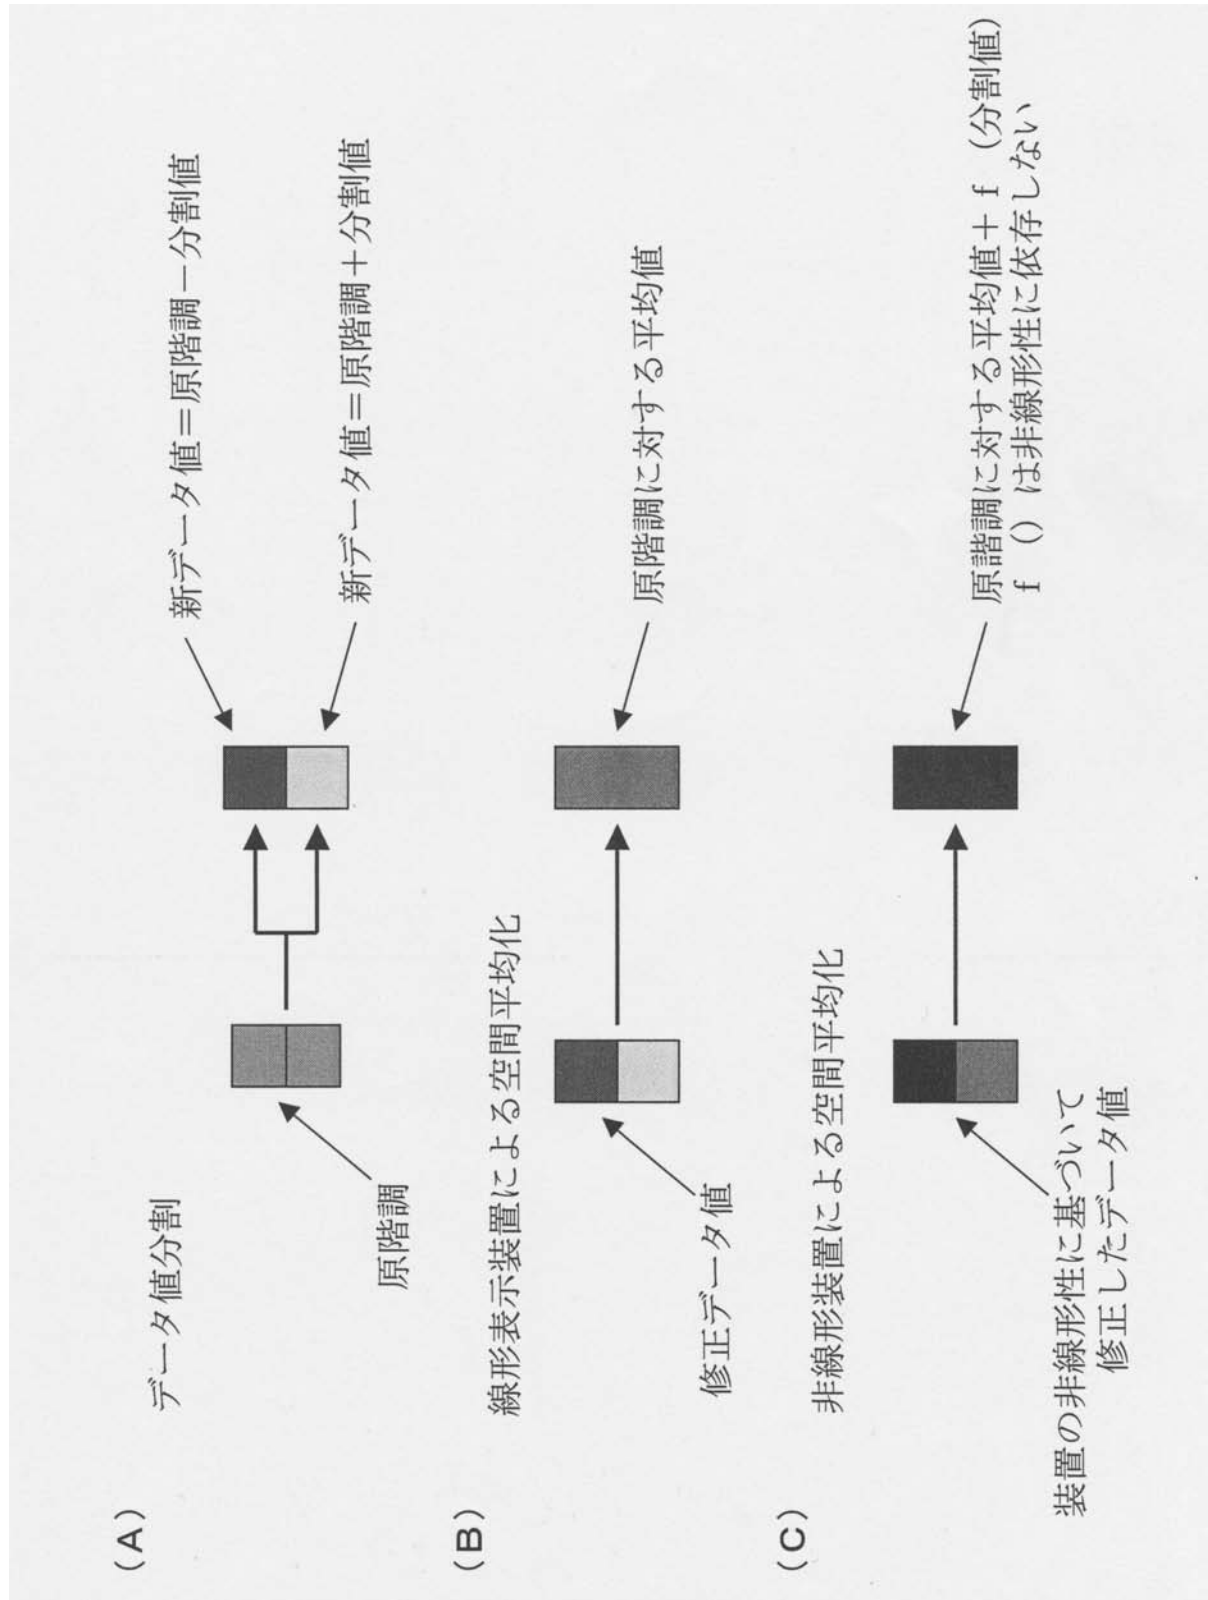 (A)
データ値分割
原階調
新データ値＝原階調－分割値
新データ値＝原階調＋分割値
(B)
線形表示装置による空間平均化
修正データ値
原階調に対する平均値
(C)
非線形装置による空間平均化
装置の非線形性に基づいて
修正したデータ値
原諧調に対する平均値＋ｆ（分割値）
ｆ（）は非線形性に依存しない